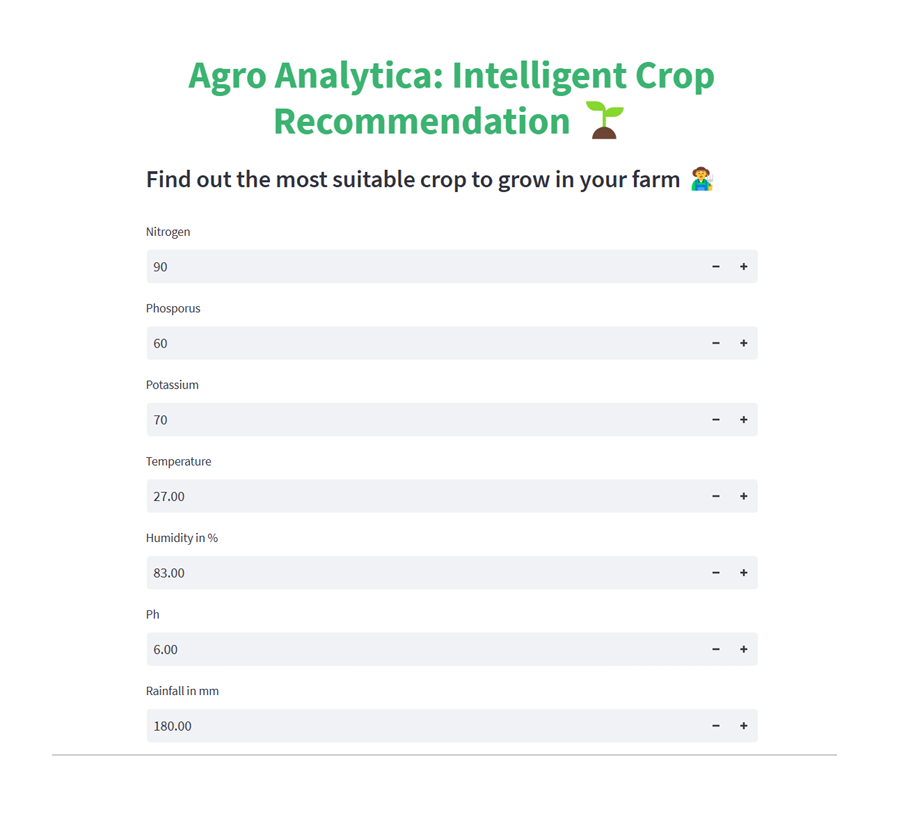 Agro Analytica: Intelligent Crop
Recommendation 🌱
Find out the most suitable crop to grow in your farm 👨‍🌾
Nitrogen
90 − +
Phosporus
60 − +
Potassium
70 − +
Temperature
27.00 − +
Humidity in %
83.00 − +
Ph
6.00 − +
Rainfall in mm
180.00 − +